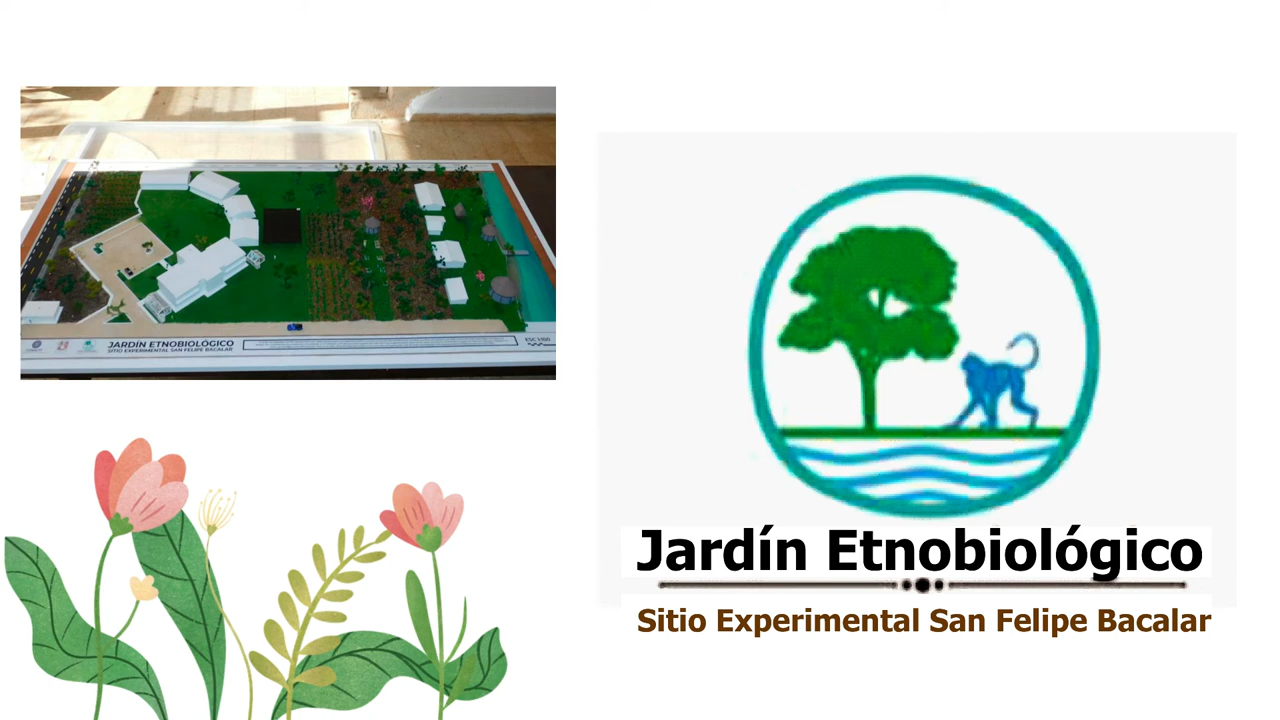 JARDÍN ETNOBIOLÓGICO
SITIO EXPERIMENTAL SAN FELIPE BACALAR
Jardín Etnobiológico
Sitio Experimental San Felipe Bacalar